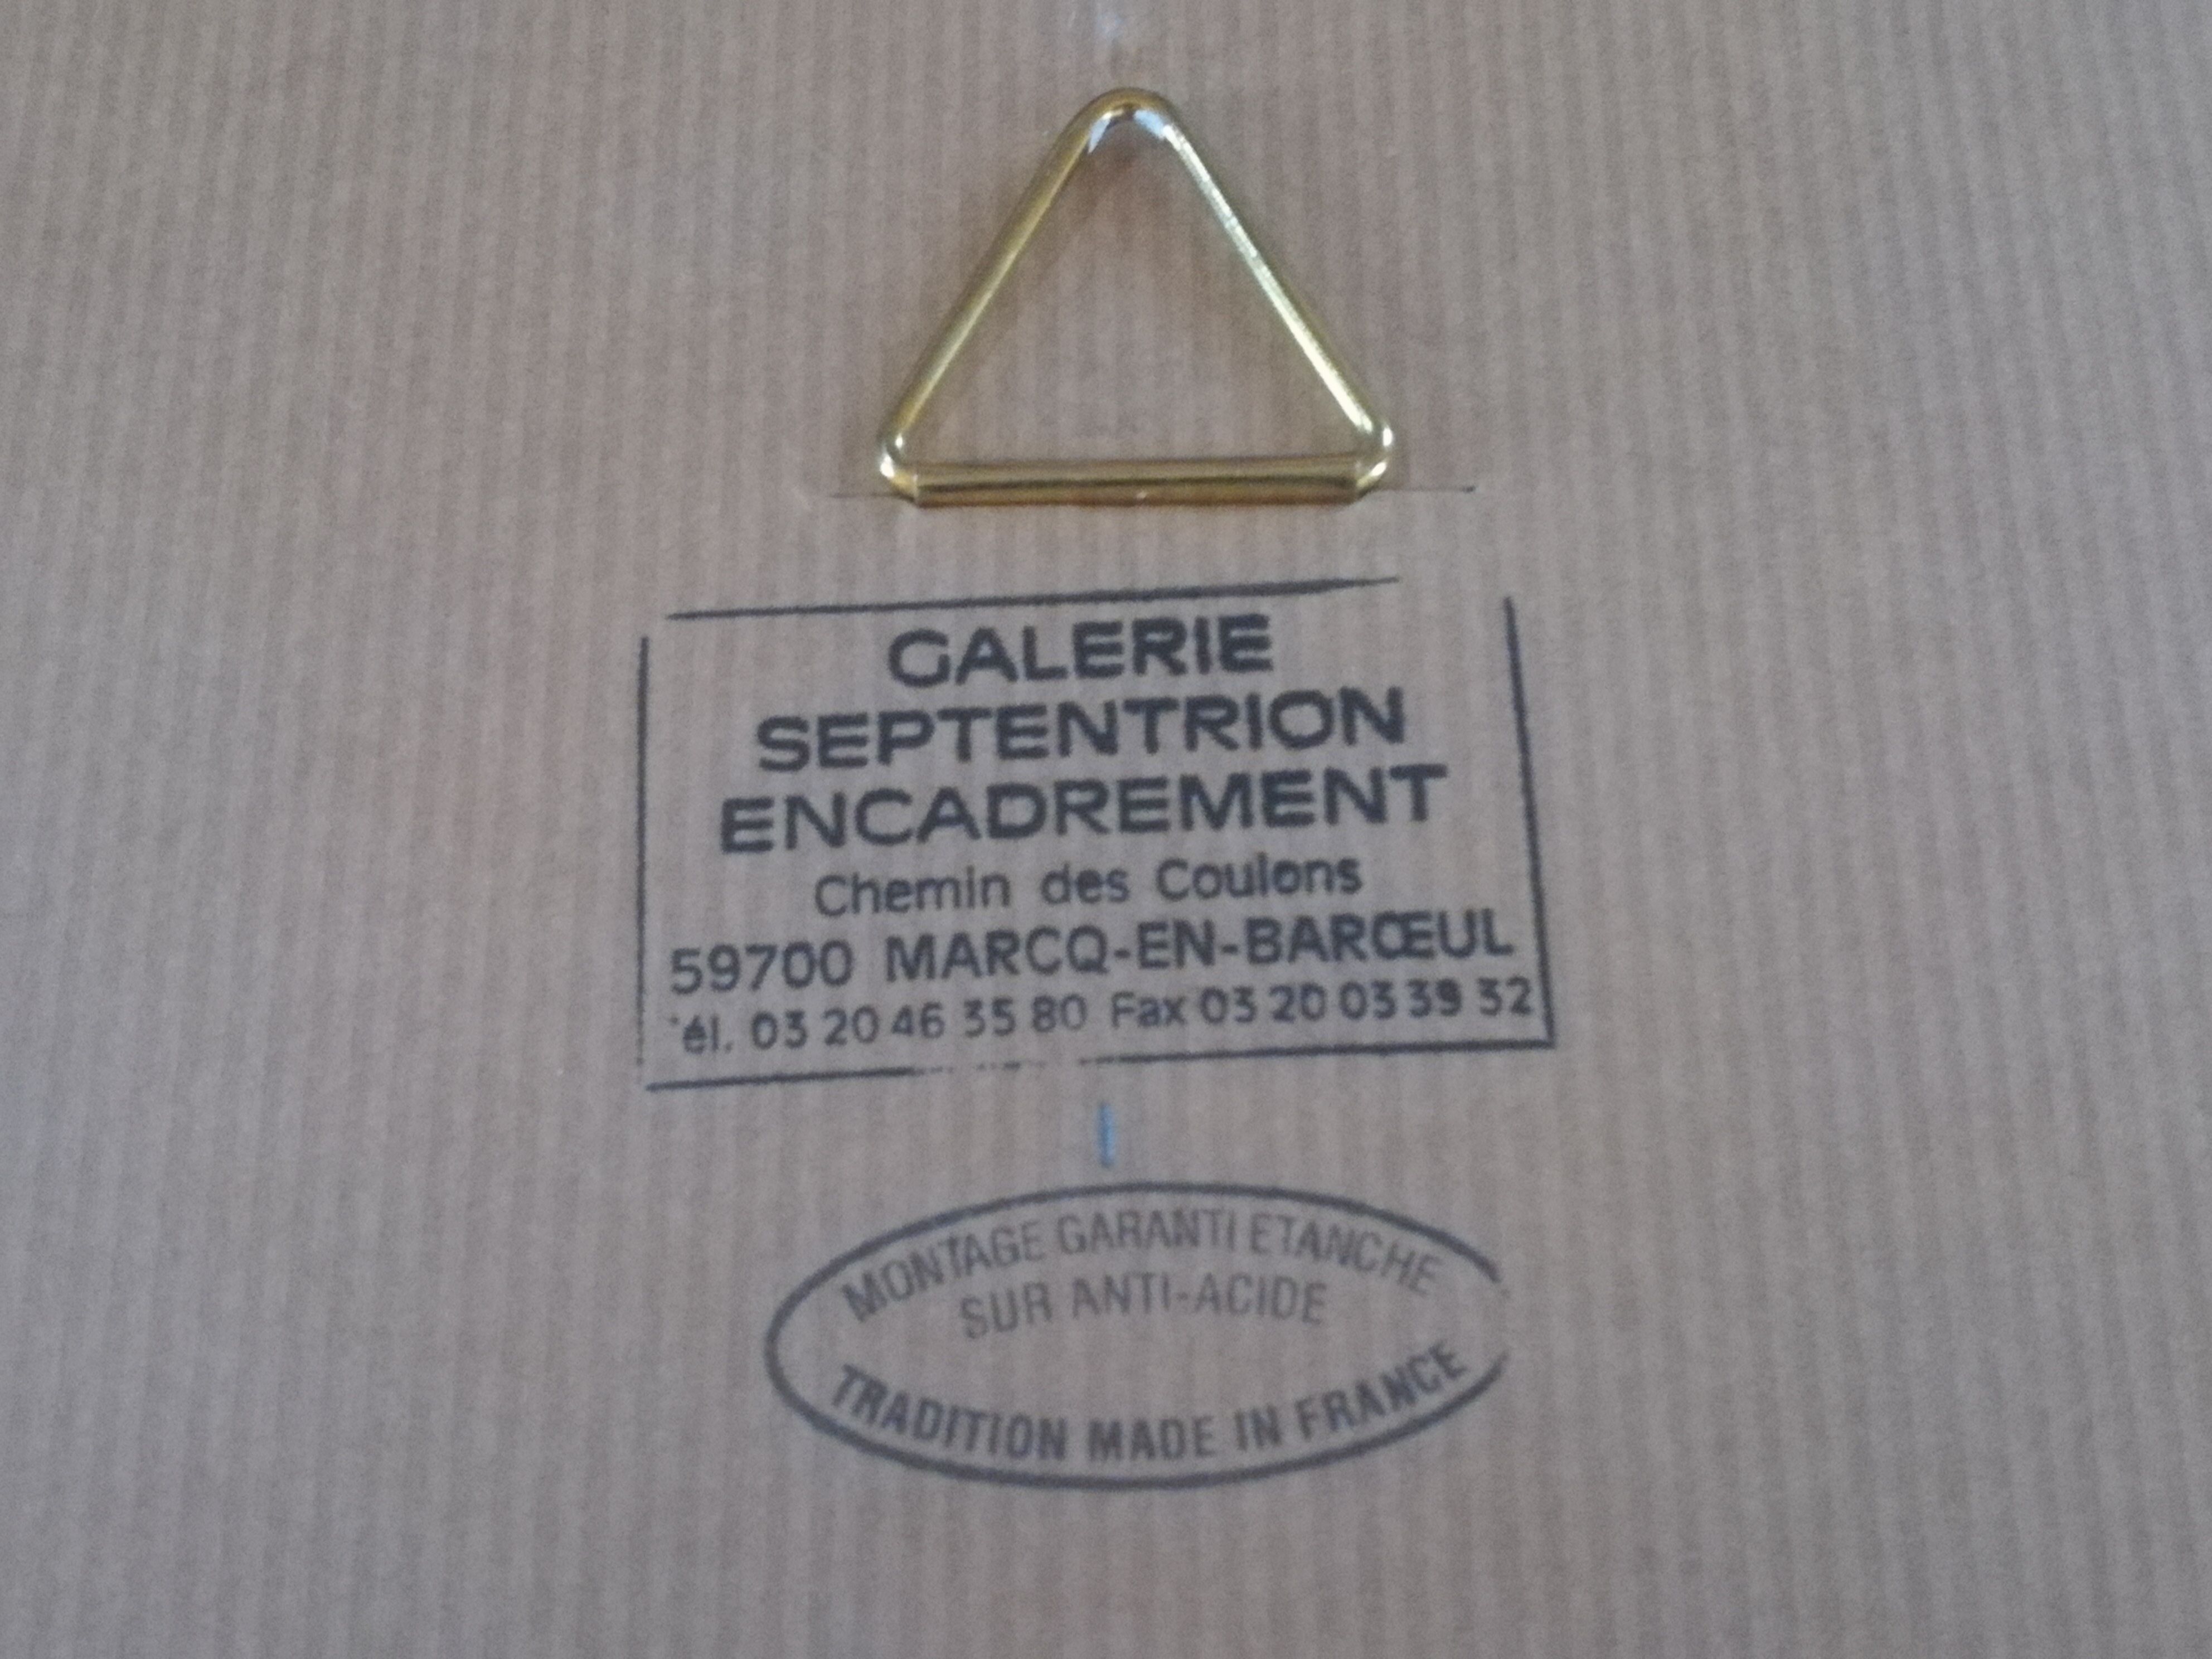 GALERIE
SEPTENTRION
ENCADREMENT
Chemin des Coulons
59700 MARCQ-EN-BARŒUL
él. 03 20 46 35 80 Fax 03 20 03 39 32
MONTAGE GARANTI ETANCHE
SUR ANTI-ACIDE
TRADITION MADE IN FRANCE